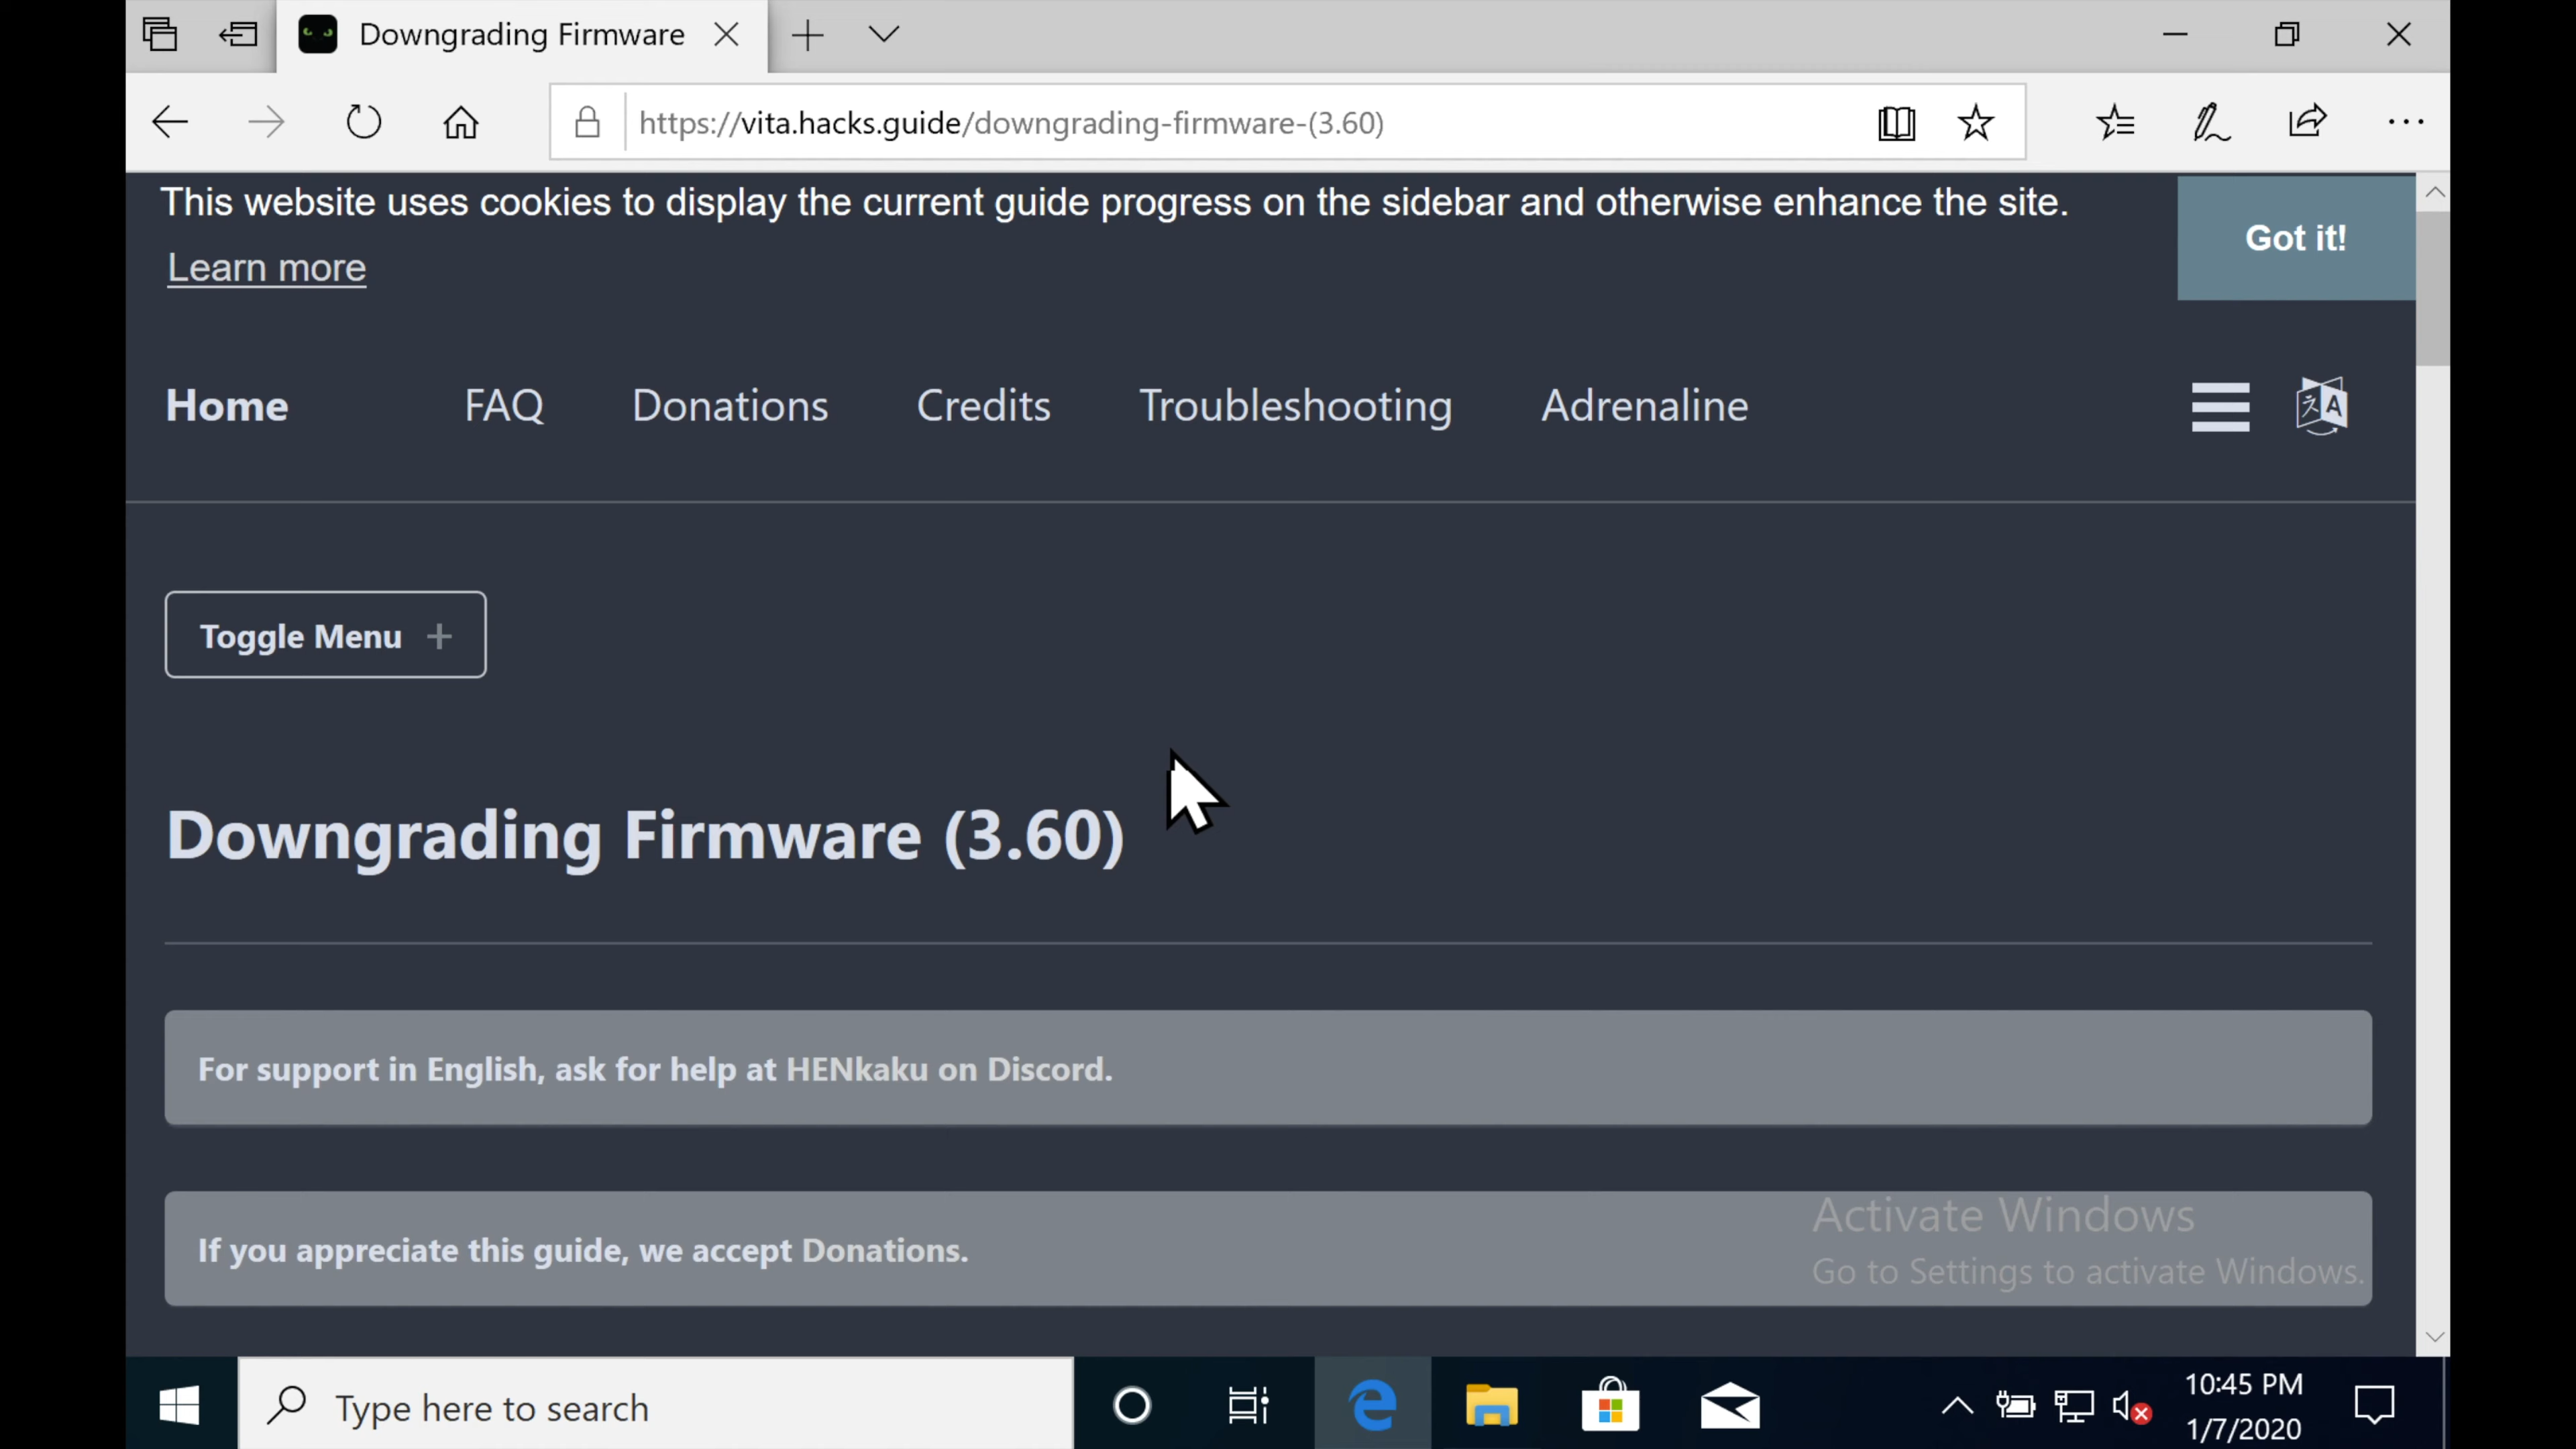 Downgrading Firmware
https://vita.hacks.guide/downgrading-firmware-(3.60)
This website uses cookies to display the current guide progress on the sidebar and otherwise enhance the site.
Learn more
Got it!
Home FAQ Donations Credits Troubleshooting Adrenaline
Toggle Menu +
Downgrading Firmware (3.60)
For support in English, ask for help at HENkaku on Discord.
If you appreciate this guide, we accept Donations.
Activate Windows
Go to Settings to activate Windows.
Type here to search
10:45 PM
1/7/2020